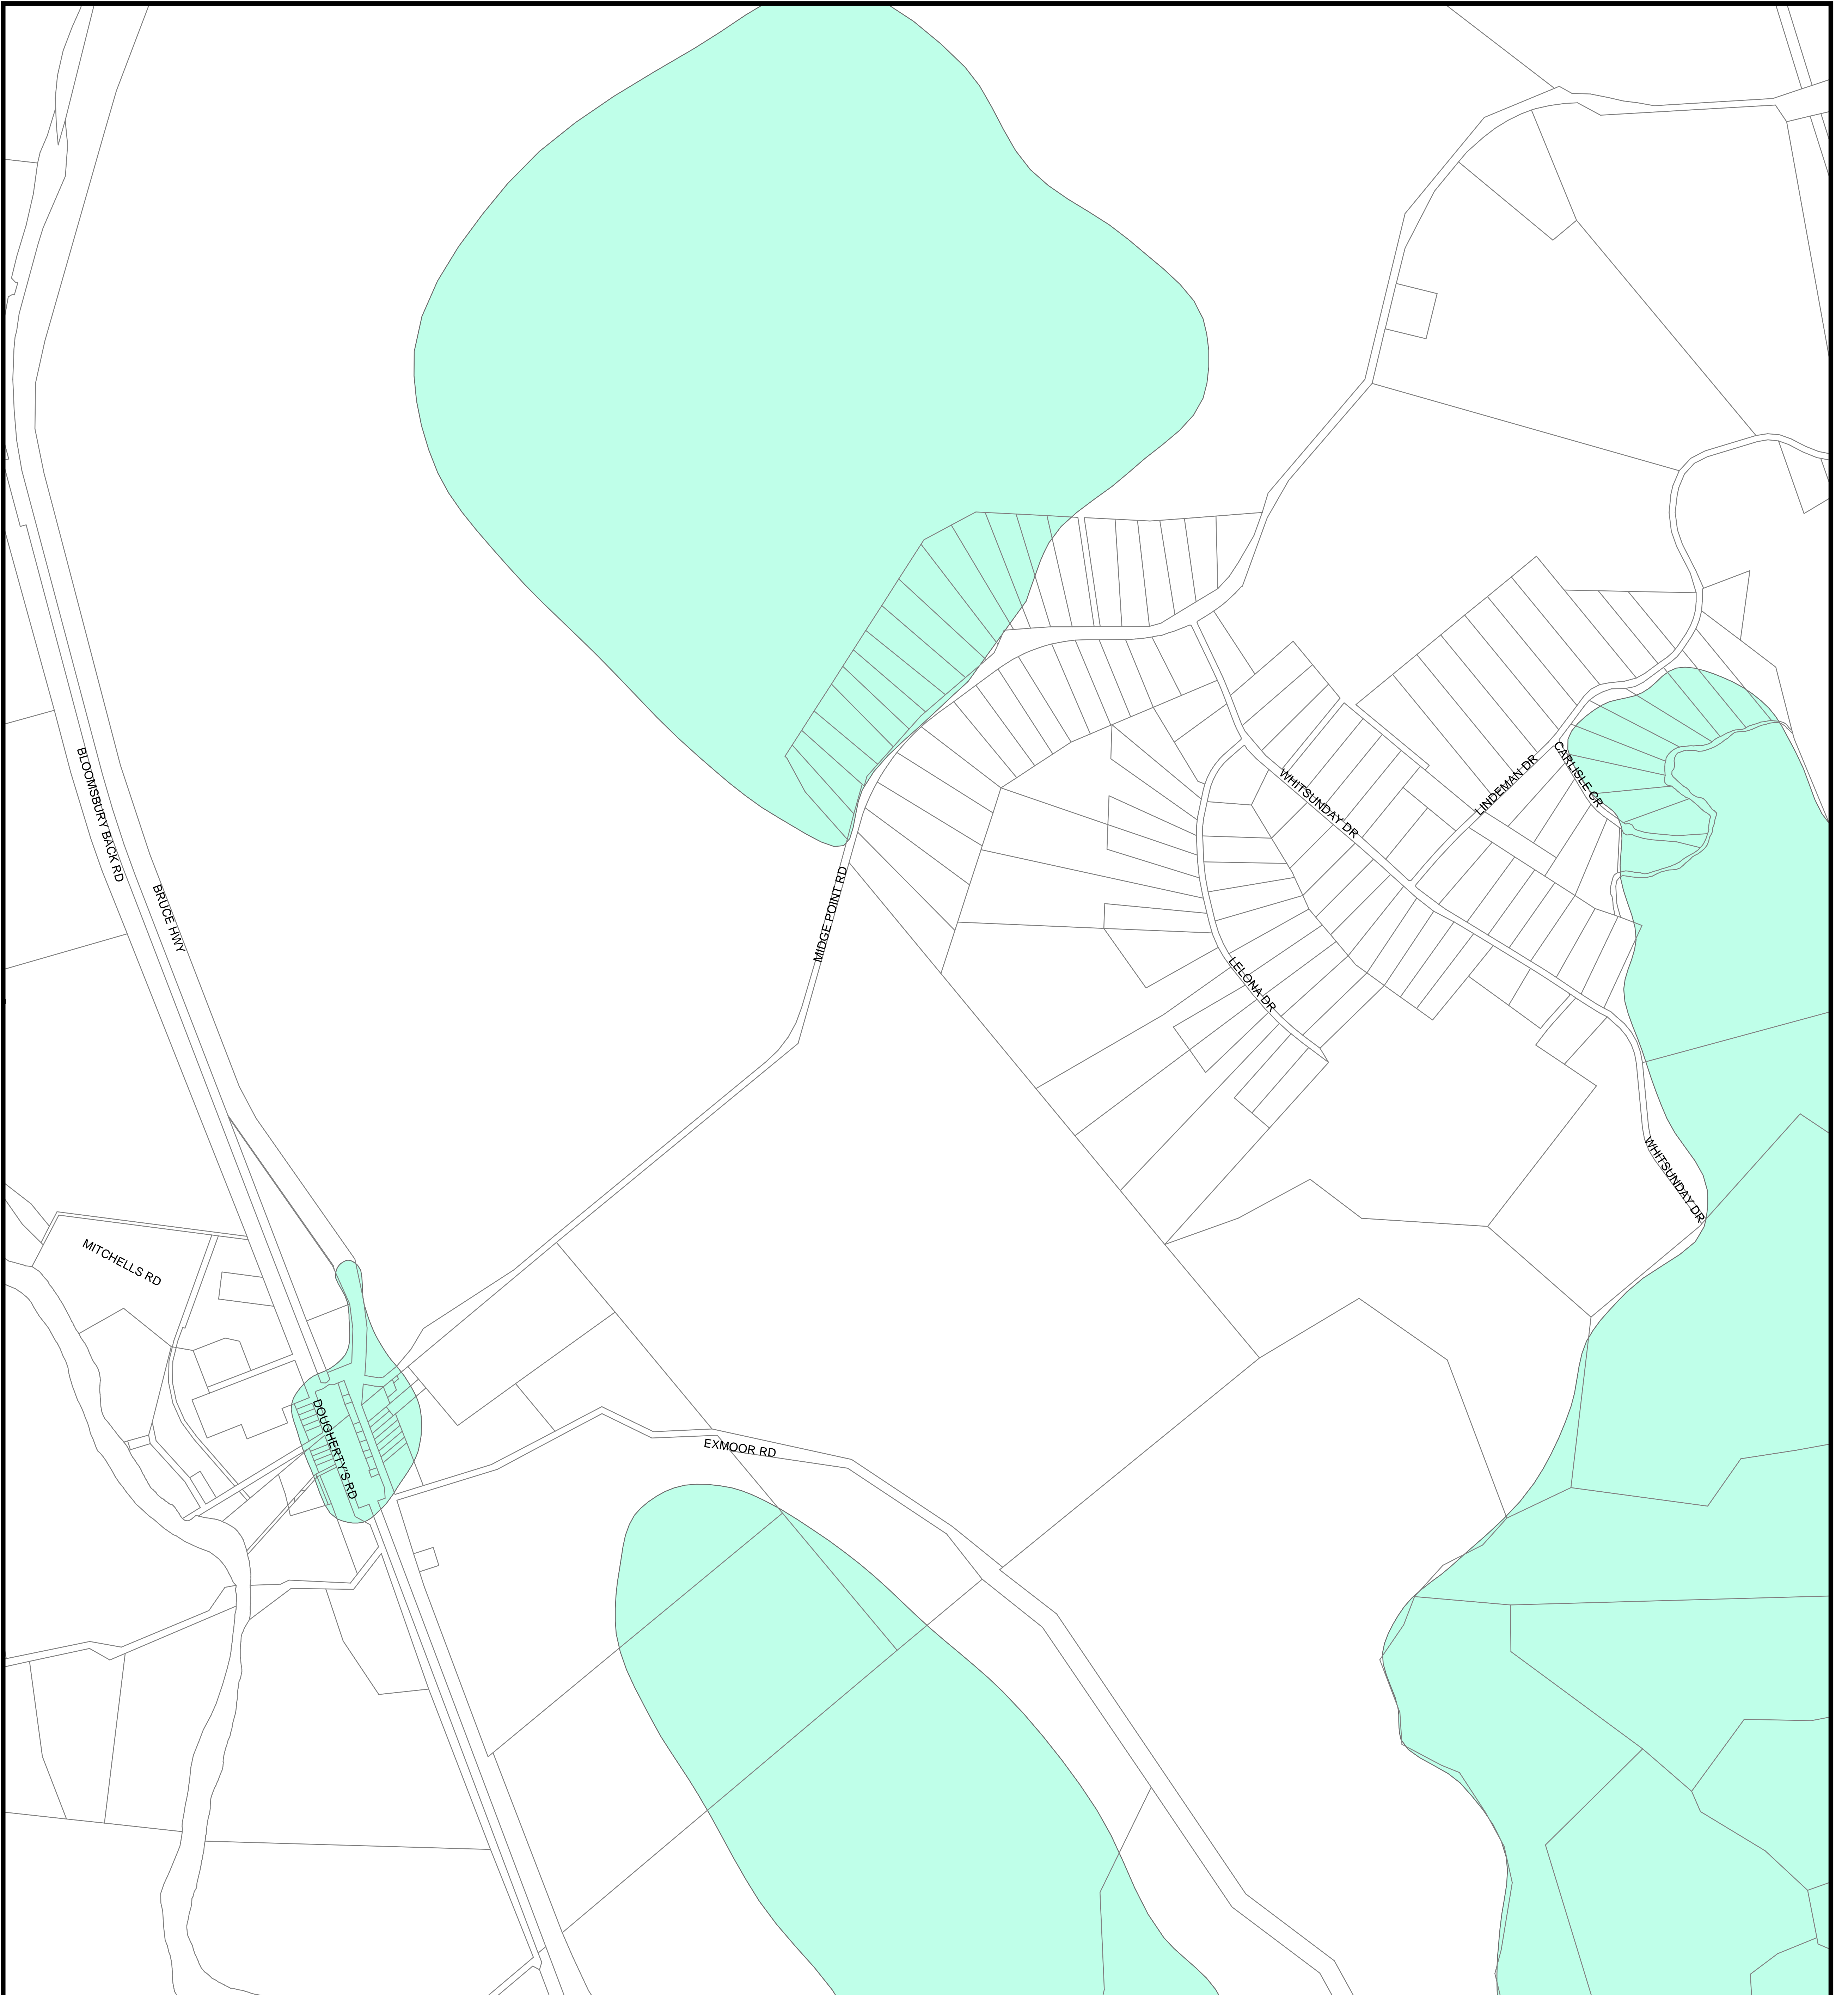 BLOOMSBURY BACK RD
BRUCE HWY
MIDGE POINT RD
WHITSUNDAY DR
LINDEMAN DR
CARLISLE CR
LELONA DR
WHITSUNDAY DR
MITCHELLS RD
DOUGHERTY'S RD
EXMOOR RD